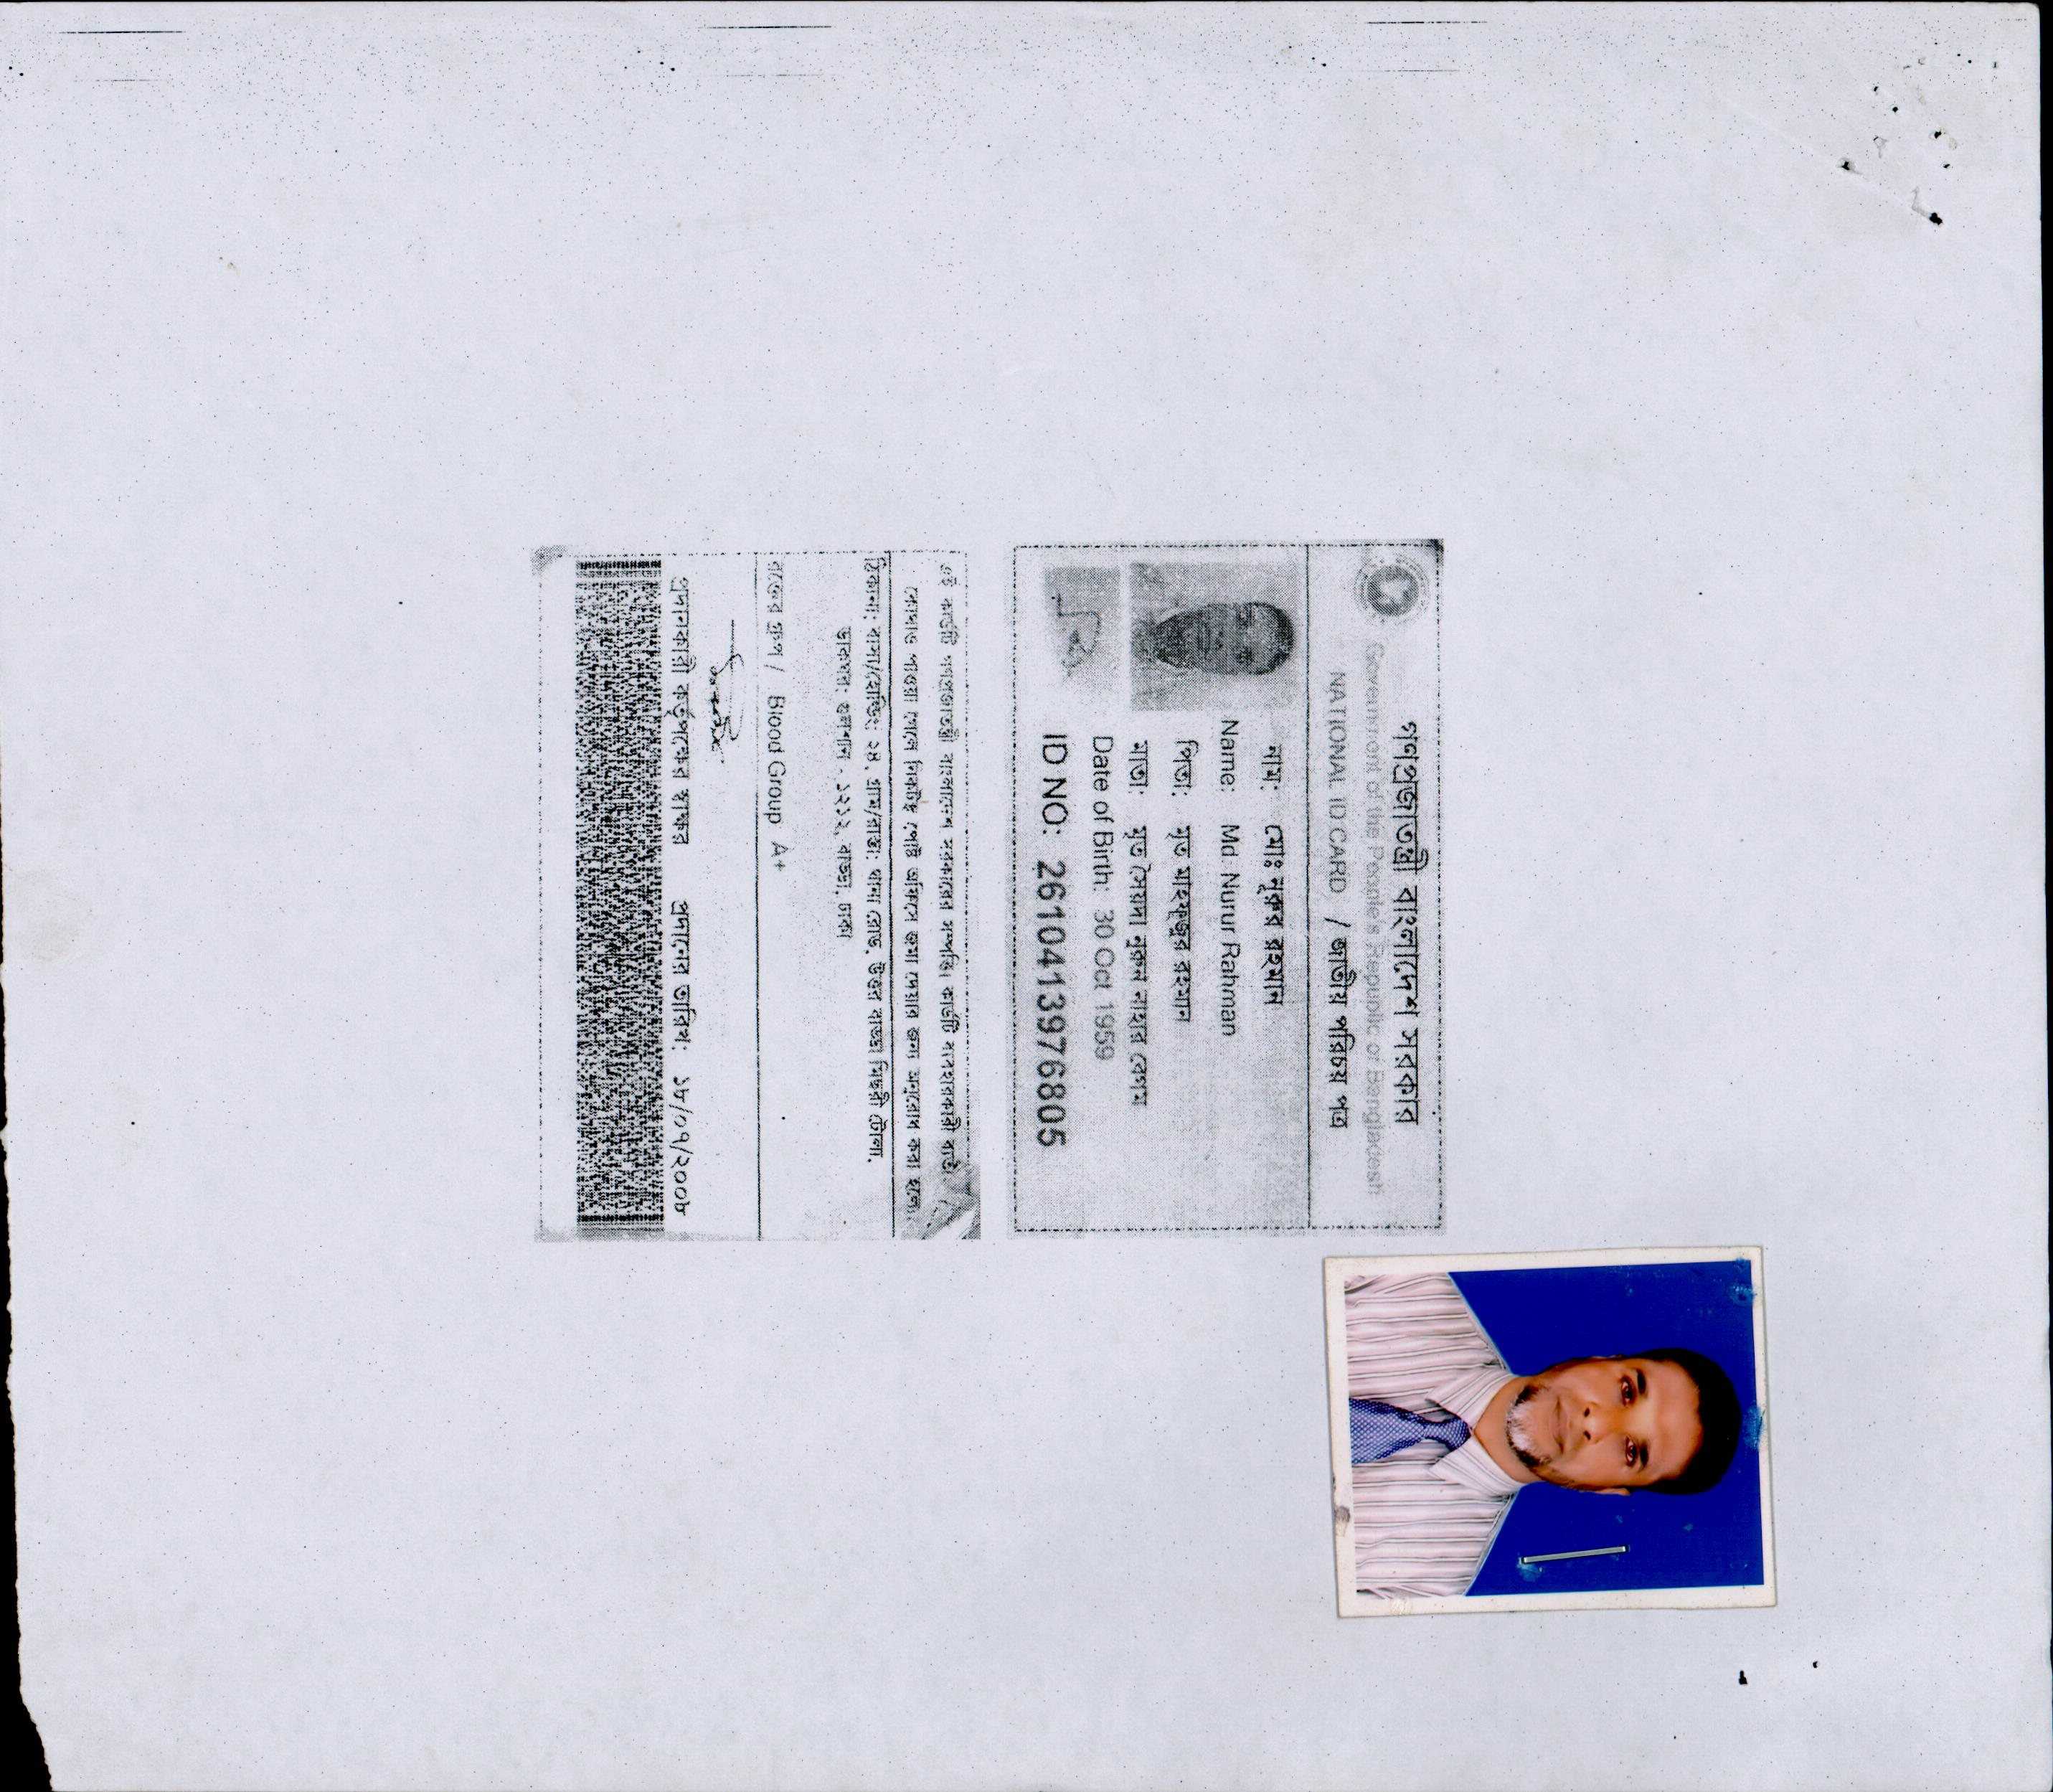 গণপ্রজাতন্ত্রী বাংলাদেশ সরকার
Government of the People's Republic of Bangladesh
NATIONAL ID CARD / জাতীয় পরিচয় পত্র
নাম: মোঃ নূরুর রহমান
Name: Md. Nurur Rahman
পিতা: মৃত মাহফুজুর রহমান
মাতা: মৃত সৈয়দা নুরুন নাহার বেগম
Date of Birth: 30 Oct 1959
ID NO: 2610413976805
এই কার্ডটি গণপ্রজাতন্ত্রী বাংলাদেশ সরকারের সম্পত্তি। কার্ডটি ব্যবহারকারী ব্যতী
কোথাও পাওয়া গেলে নিকটস্থ পোষ্ট অফিসে জমা দেয়ার জন্য অনুরোধ করা হলো।
ঠিকানা: বাসা/হোল্ডিং: ২৪, গ্রাম/রাস্তা: থানা রোড, উত্তর বাড্ডা মিছরী টোলা,
ডাকঘর: গুলশান - ১২১২, বাড্ডা, ঢাকা
রক্তের গ্রুপ / Blood Group A+
প্রদানকারী কর্তৃপক্ষের স্বাক্ষর প্রদানের তারিখ: ১৮/০৭/২০০৮